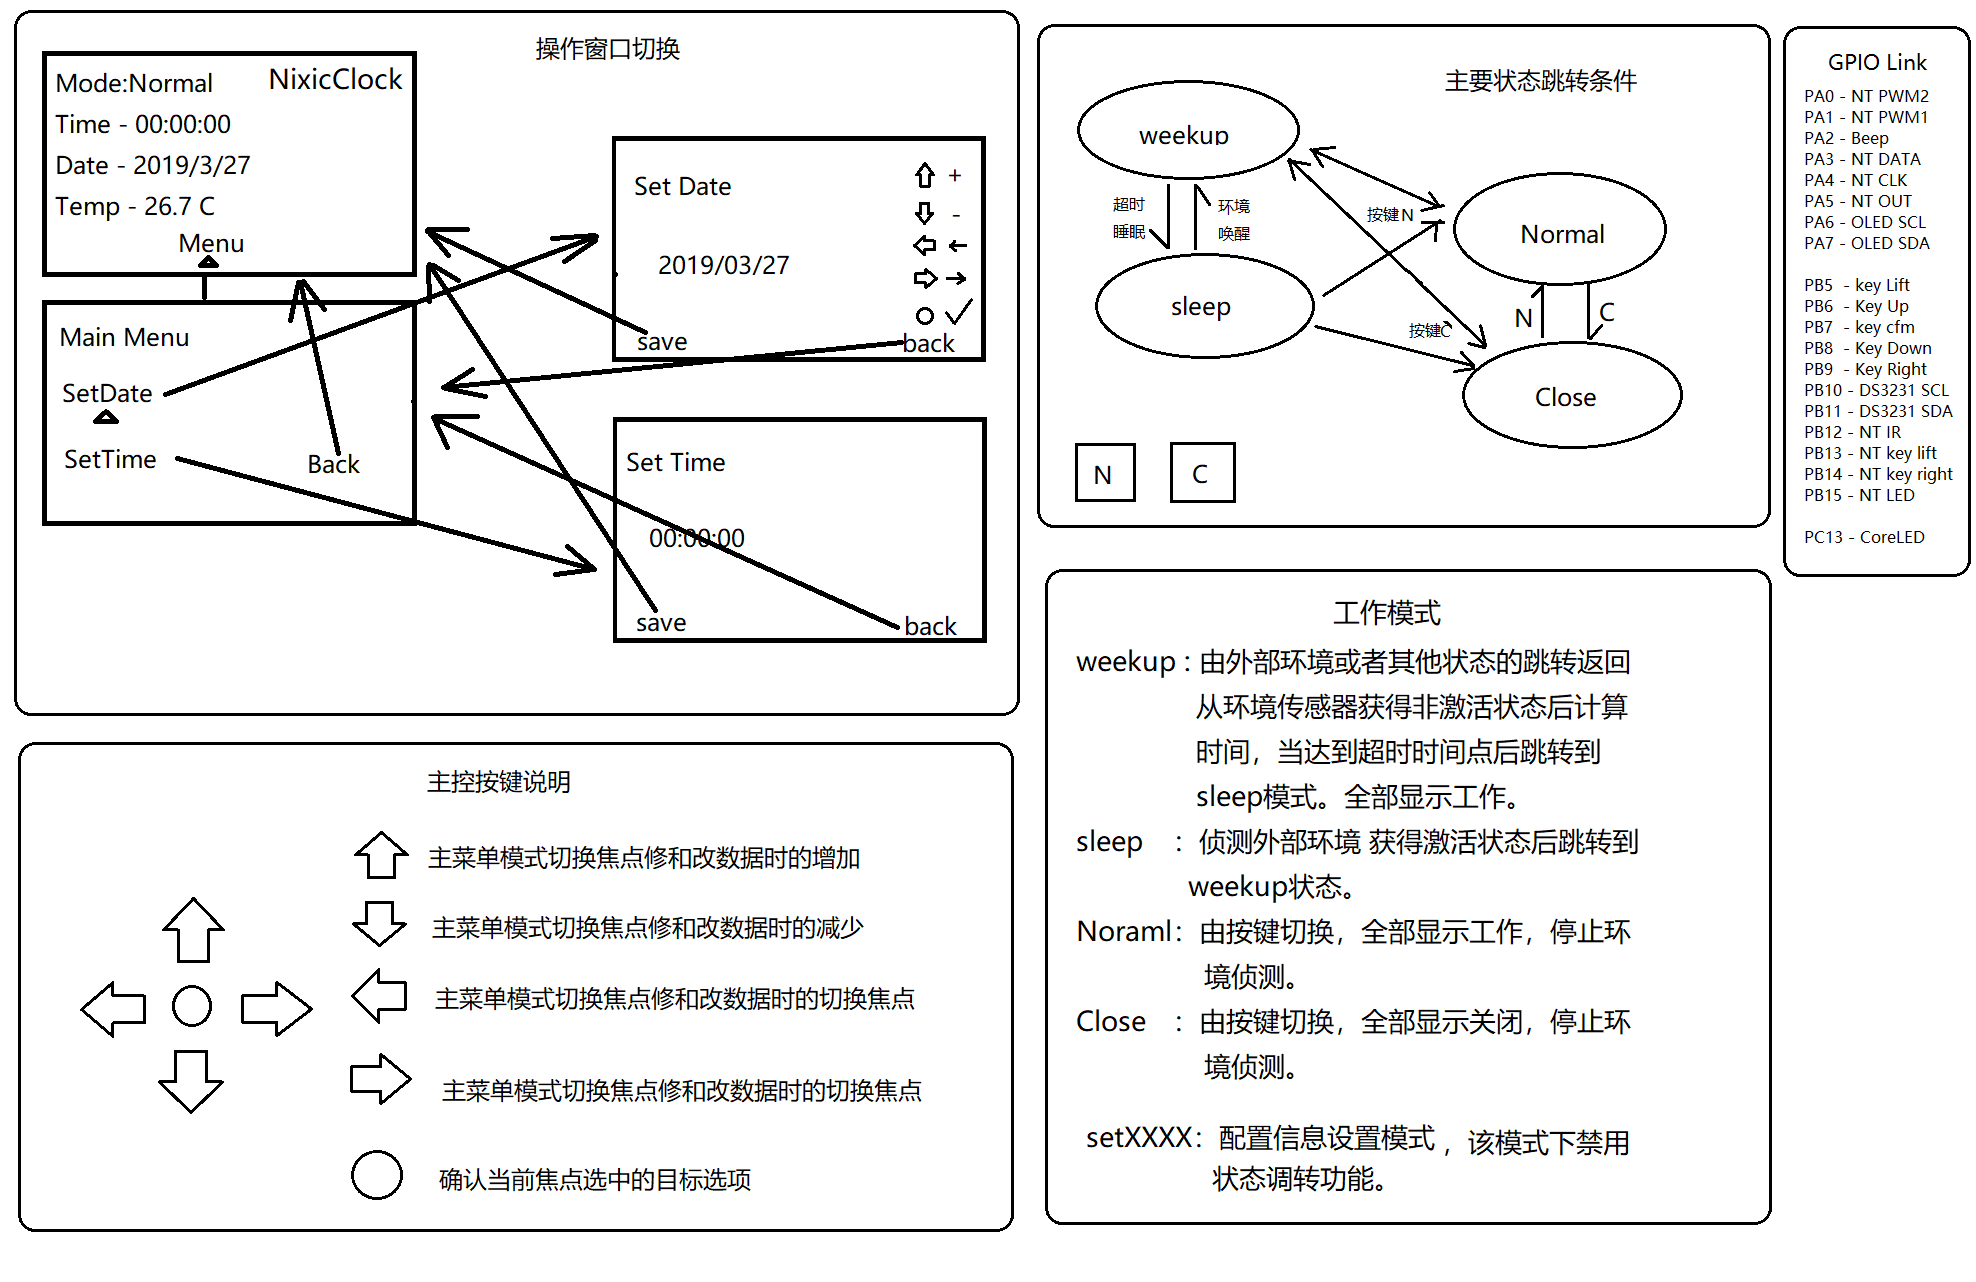 操作窗口切换
Mode:Normal
NixicClock
Time - 00:00:00
Date - 2019/3/27
Temp - 26.7 C
Menu
Main Menu
SetDate
SetTime
Back
Set Date
+
-
2019/03/27
save
back
Set Time
00:00:00
save
back
主要状态跳转条件
weekup
超时
睡眠
环境
唤醒
按键N
Normal
sleep
按键C
N
C
Close
N
C
GPIO Link
PA0 - NT PWM2
PA1 - NT PWM1
PA2 - Beep
PA3 - NT DATA
PA4 - NT CLK
PA5 - NT OUT
PA6 - OLED SCL
PA7 - OLED SDA
PB5 - key Lift
PB6 - Key Up
PB7 - key cfm
PB8 - Key Down
PB9 - Key Right
PB10 - DS3231 SCL
PB11 - DS3231 SDA
PB12 - NT IR
PB13 - NT key lift
PB14 - NT key right
PB15 - NT LED
PC13 - CoreLED
主控按键说明
主菜单模式切换焦点修和改数据时的增加
主菜单模式切换焦点修和改数据时的减少
主菜单模式切换焦点修和改数据时的切换焦点
主菜单模式切换焦点修和改数据时的切换焦点
确认当前焦点选中的目标选项
工作模式
weekup : 由外部环境或者其他状态的跳转返回
从环境传感器获得非激活状态后计算
时间，当达到超时时间点后跳转到
sleep模式。全部显示工作。
sleep ：侦测外部环境 获得激活状态后跳转到
weekup状态。
Noraml：由按键切换，全部显示工作，停止环
境侦测。
Close ：由按键切换，全部显示关闭，停止环
境侦测。
setXXXX：配置信息设置模式 ，该模式下禁用
状态调转功能。